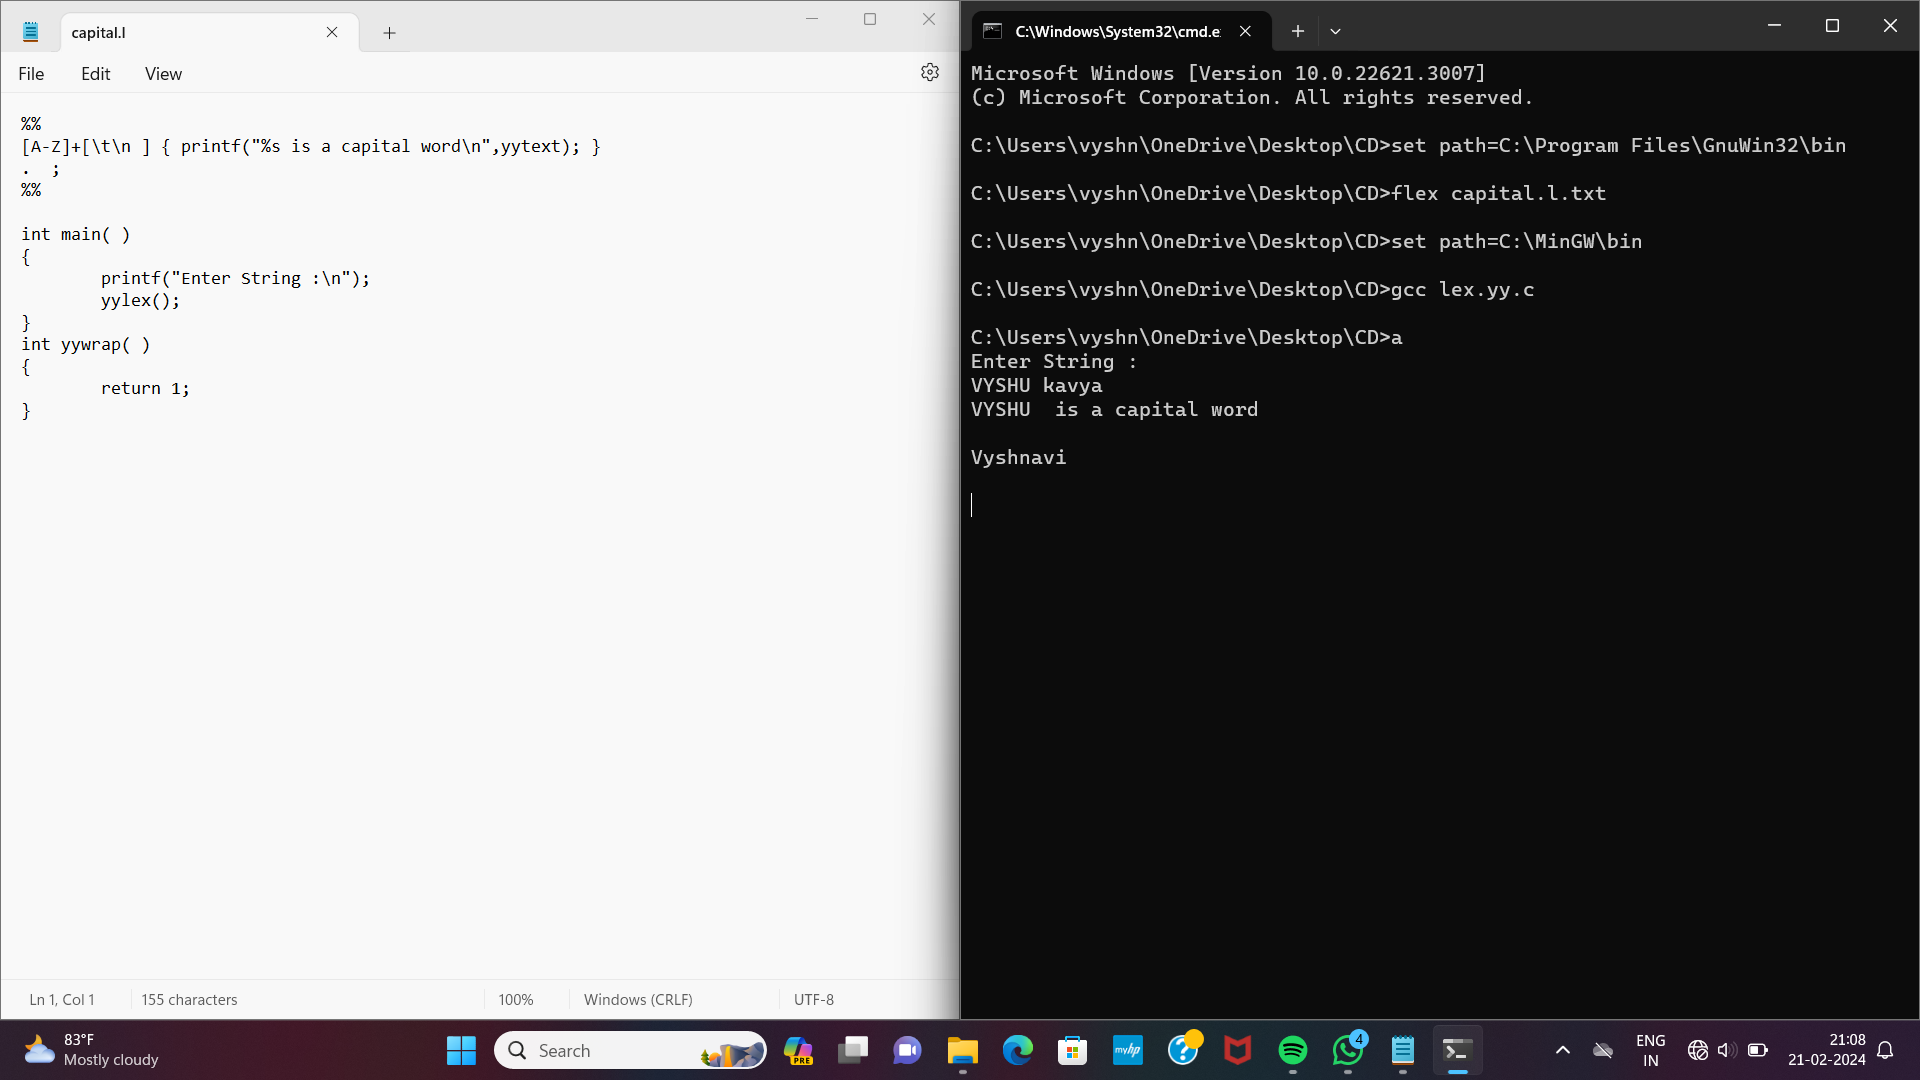 capital.l
File Edit View
%%
[A-Z]+[\t\n ] { printf("%s is a capital word\n",yytext); }
. ;
%%
int main( )
{
printf("Enter String :\n");
yylex();
}
int yywrap( )
{
return 1;
}
Ln 1, Col 1 155 characters 100% Windows (CRLF) UTF-8
C:\Windows\System32\cmd.e
Microsoft Windows [Version 10.0.22621.3007]
(c) Microsoft Corporation. All rights reserved.
C:\Users\vyshn\OneDrive\Desktop\CD>set path=C:\Program Files\GnuWin32\bin
C:\Users\vyshn\OneDrive\Desktop\CD>flex capital.l.txt
C:\Users\vyshn\OneDrive\Desktop\CD>set path=C:\MinGW\bin
C:\Users\vyshn\OneDrive\Desktop\CD>gcc lex.yy.c
C:\Users\vyshn\OneDrive\Desktop\CD>a
Enter String :
VYSHU kavya
VYSHU  is a capital word
Vyshnavi
83°F
Mostly cloudy
Search
PRE
myhp
4
ENG
IN
21:08
21-02-2024